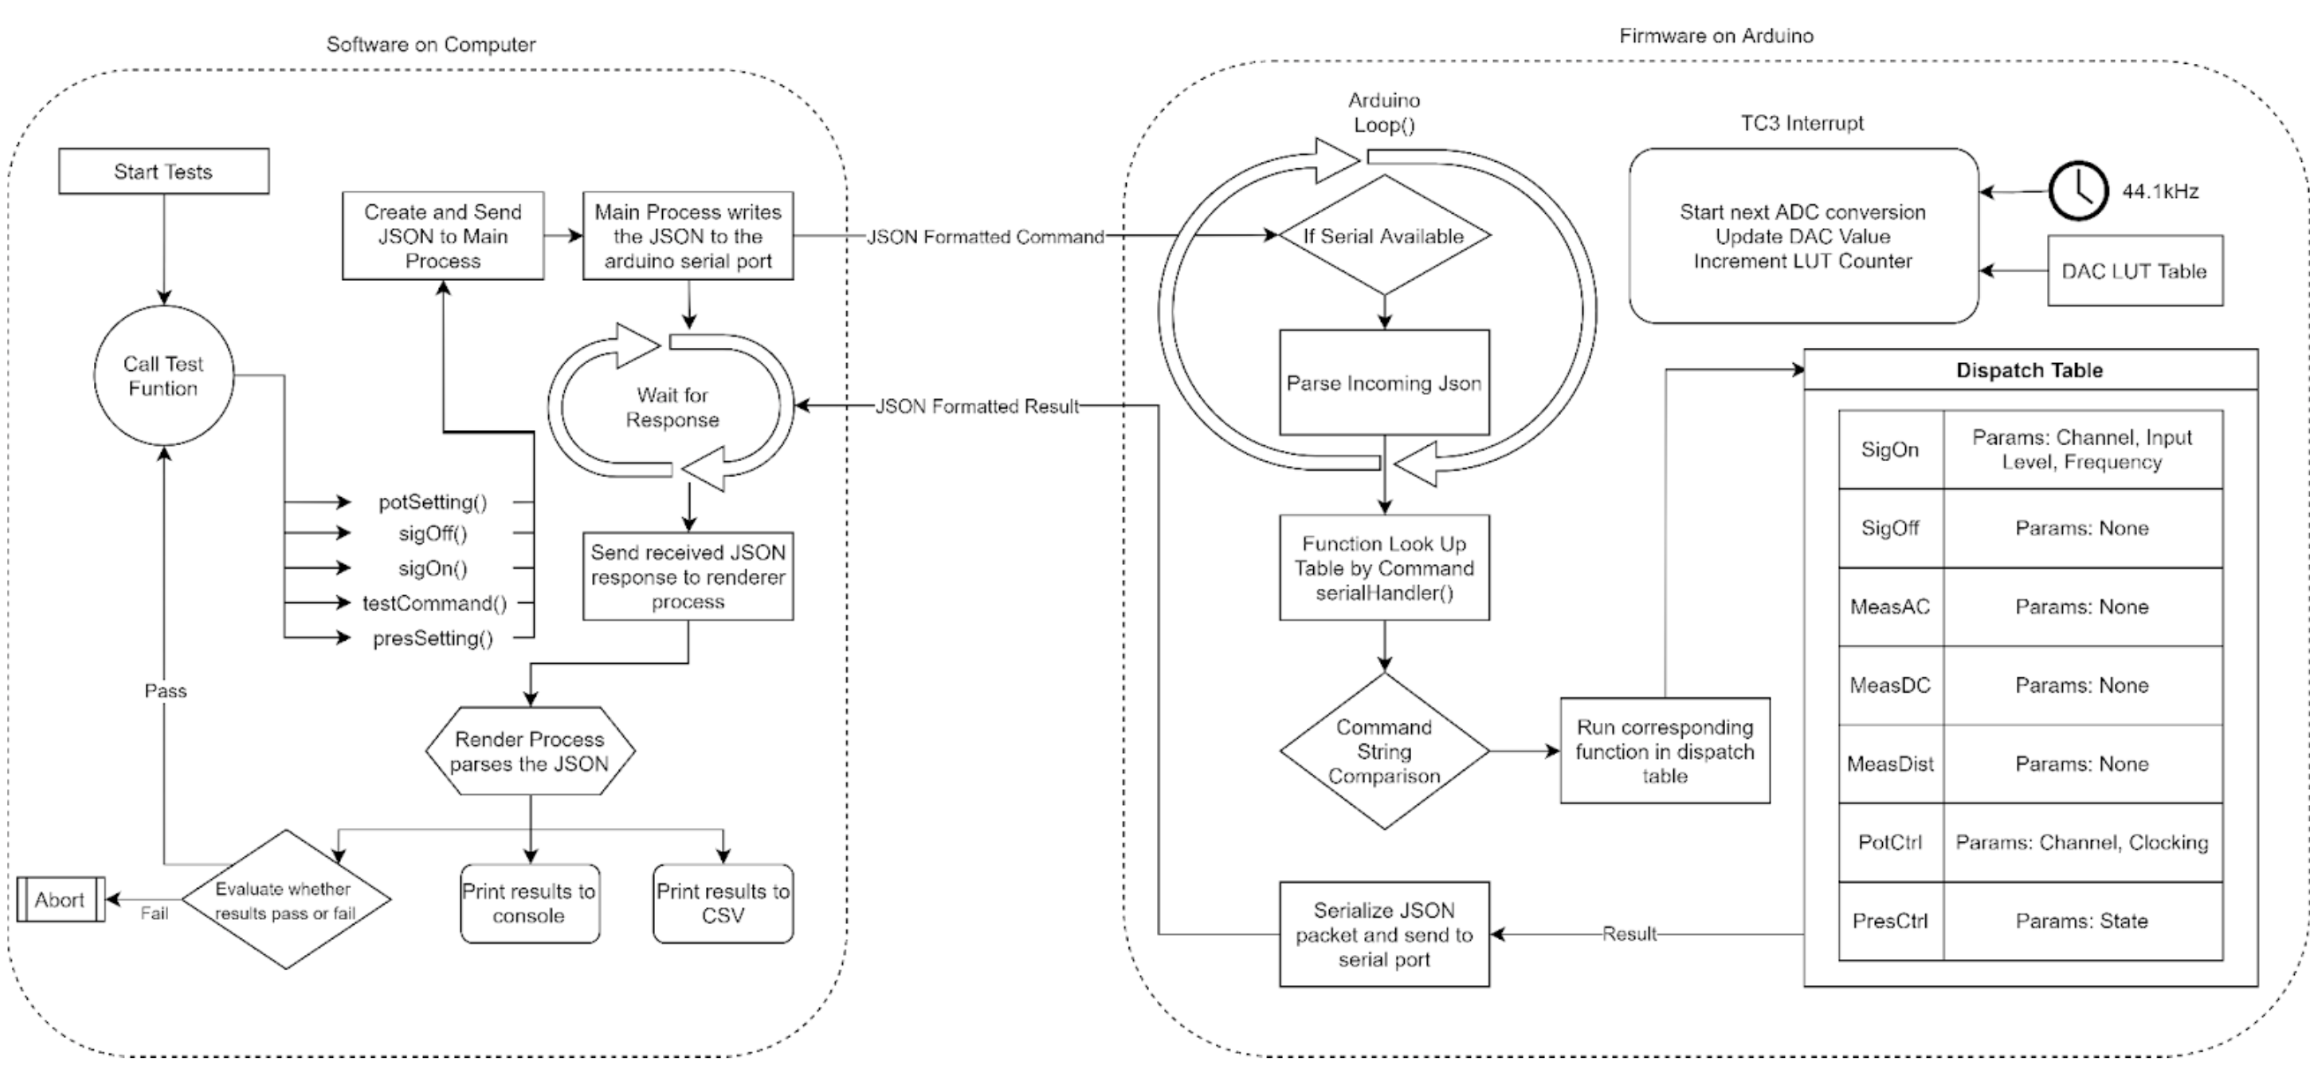 Software on Computer
Start Tests
Call Test
Funtion
Create and Send
JSON to Main
Process
Main Process writes
the JSON to the
arduino serial port
JSON Formatted Command
Wait for
Response
JSON Formatted Result
potSetting()
sigOff()
sigOn()
testCommand()
presSetting()
Send received JSON
response to renderer
process
Pass
Render Process
parses the JSON
Evaluate whether
results pass or fail
Fail
Abort
Print results to
console
Print results to
CSV
Firmware on Arduino
Arduino
Loop()
If Serial Available
Parse Incoming Json
Function Look Up
Table by Command
serialHandler()
Command
String
Comparison
Run corresponding
function in dispatch
table
Serialize JSON
packet and send to
serial port
Result
TC3 Interrupt
Start next ADC conversion
Update DAC Value
Increment LUT Counter
44.1kHz
DAC LUT Table
Dispatch Table
SigOn
Params: Channel, Input
Level, Frequency
SigOff
Params: None
MeasAC
Params: None
MeasDC
Params: None
MeasDist
Params: None
PotCtrl
Params: Channel, Clocking
PresCtrl
Params: State